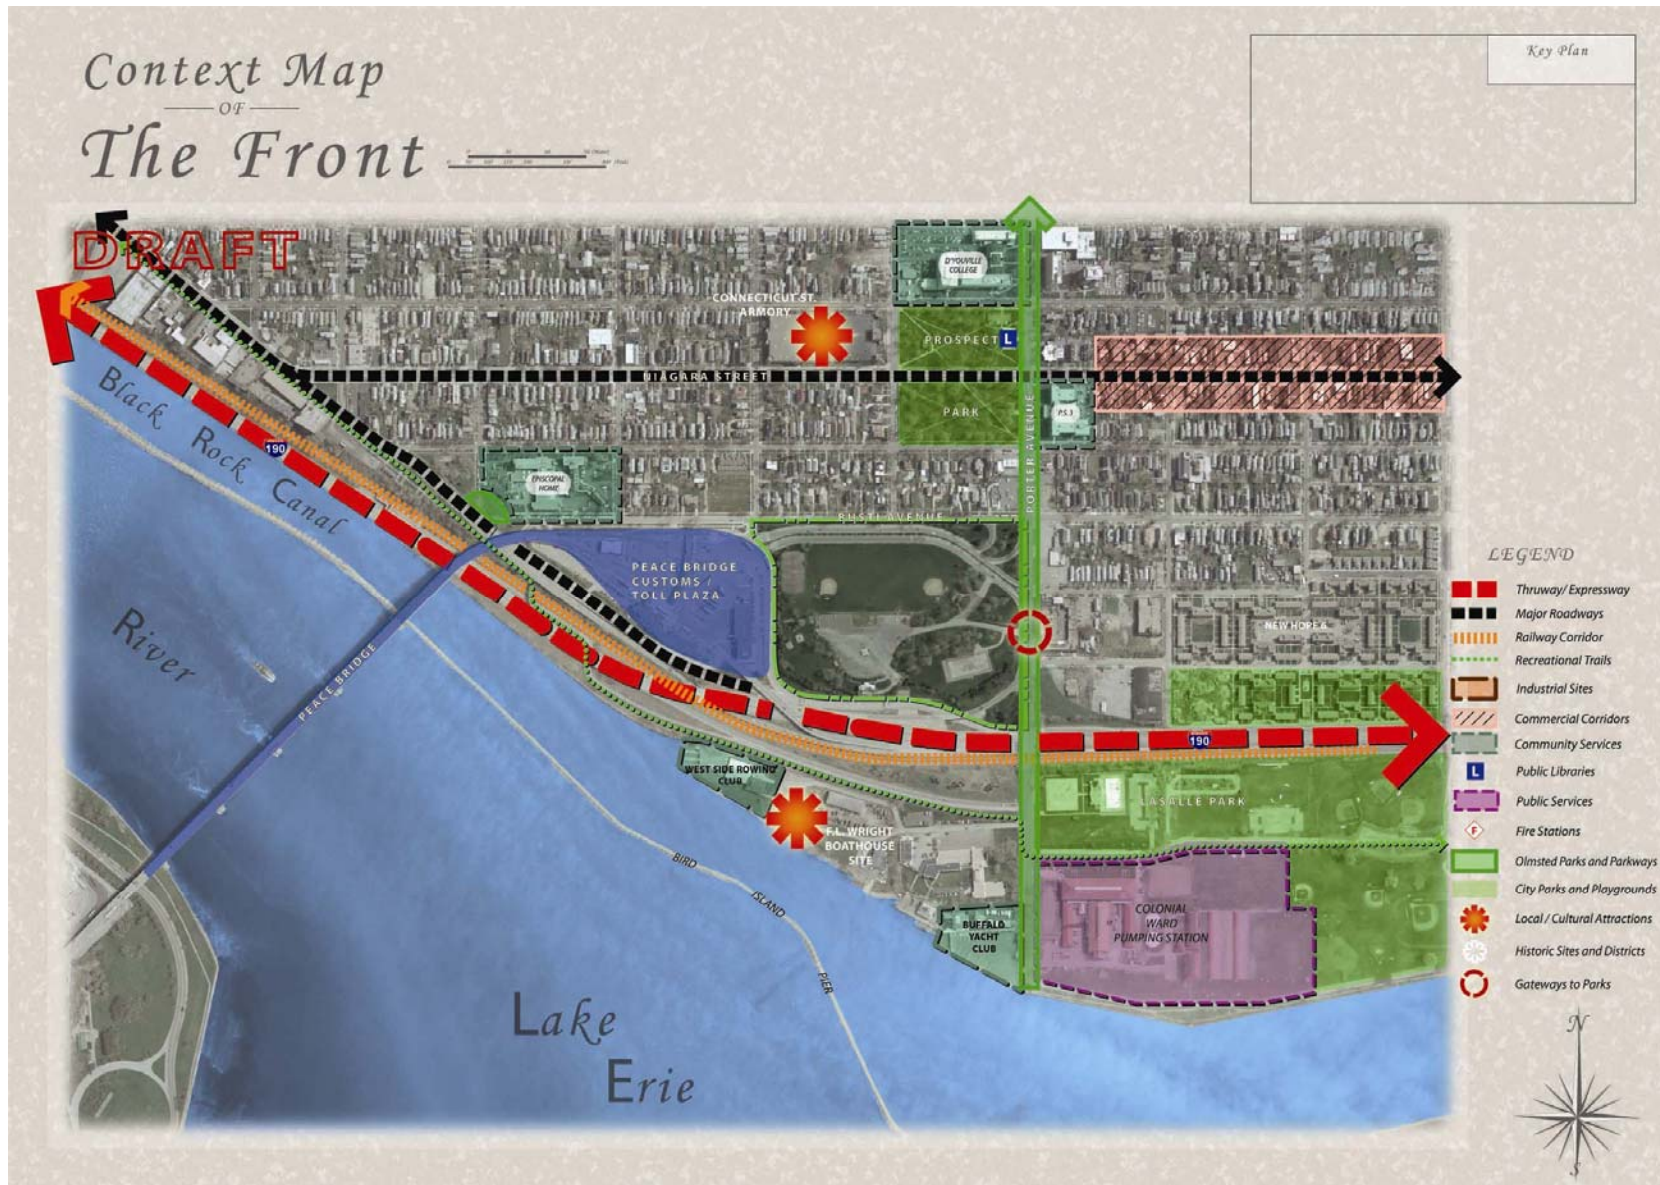 Context Map
OF
The Front
Key Plan
DRAFT
D'YOUVILLE
COLLEGE
CONNECTICUT ST.
ARMORY
PROSPECT
L
NIAGARA STREET
PARK
P.S. 3
PORTER AVENUE
Black Rock Canal
190
EPISCOPAL
HOME
BUSTI AVENUE
PEACE BRIDGE
CUSTOMS /
TOLL PLAZA
River
PEACE BRIDGE
NEW HOPE 6
190
WEST SIDE ROWING
CLUB
LASALLE PARK
F.L. WRIGHT
BOATHOUSE
SITE
BIRD ISLAND PIER
BUFFALO
YACHT
CLUB
COLONIAL
WARD
PUMPING STATION
Lake
Erie
LEGEND
Thruway/Expressway
Major Roadways
Railway Corridor
Recreational Trails
Industrial Sites
Commercial Corridors
Community Services
L Public Libraries
Public Services
F Fire Stations
Olmsted Parks and Parkways
City Parks and Playgrounds
Local / Cultural Attractions
Historic Sites and Districts
Gateways to Parks
N
S